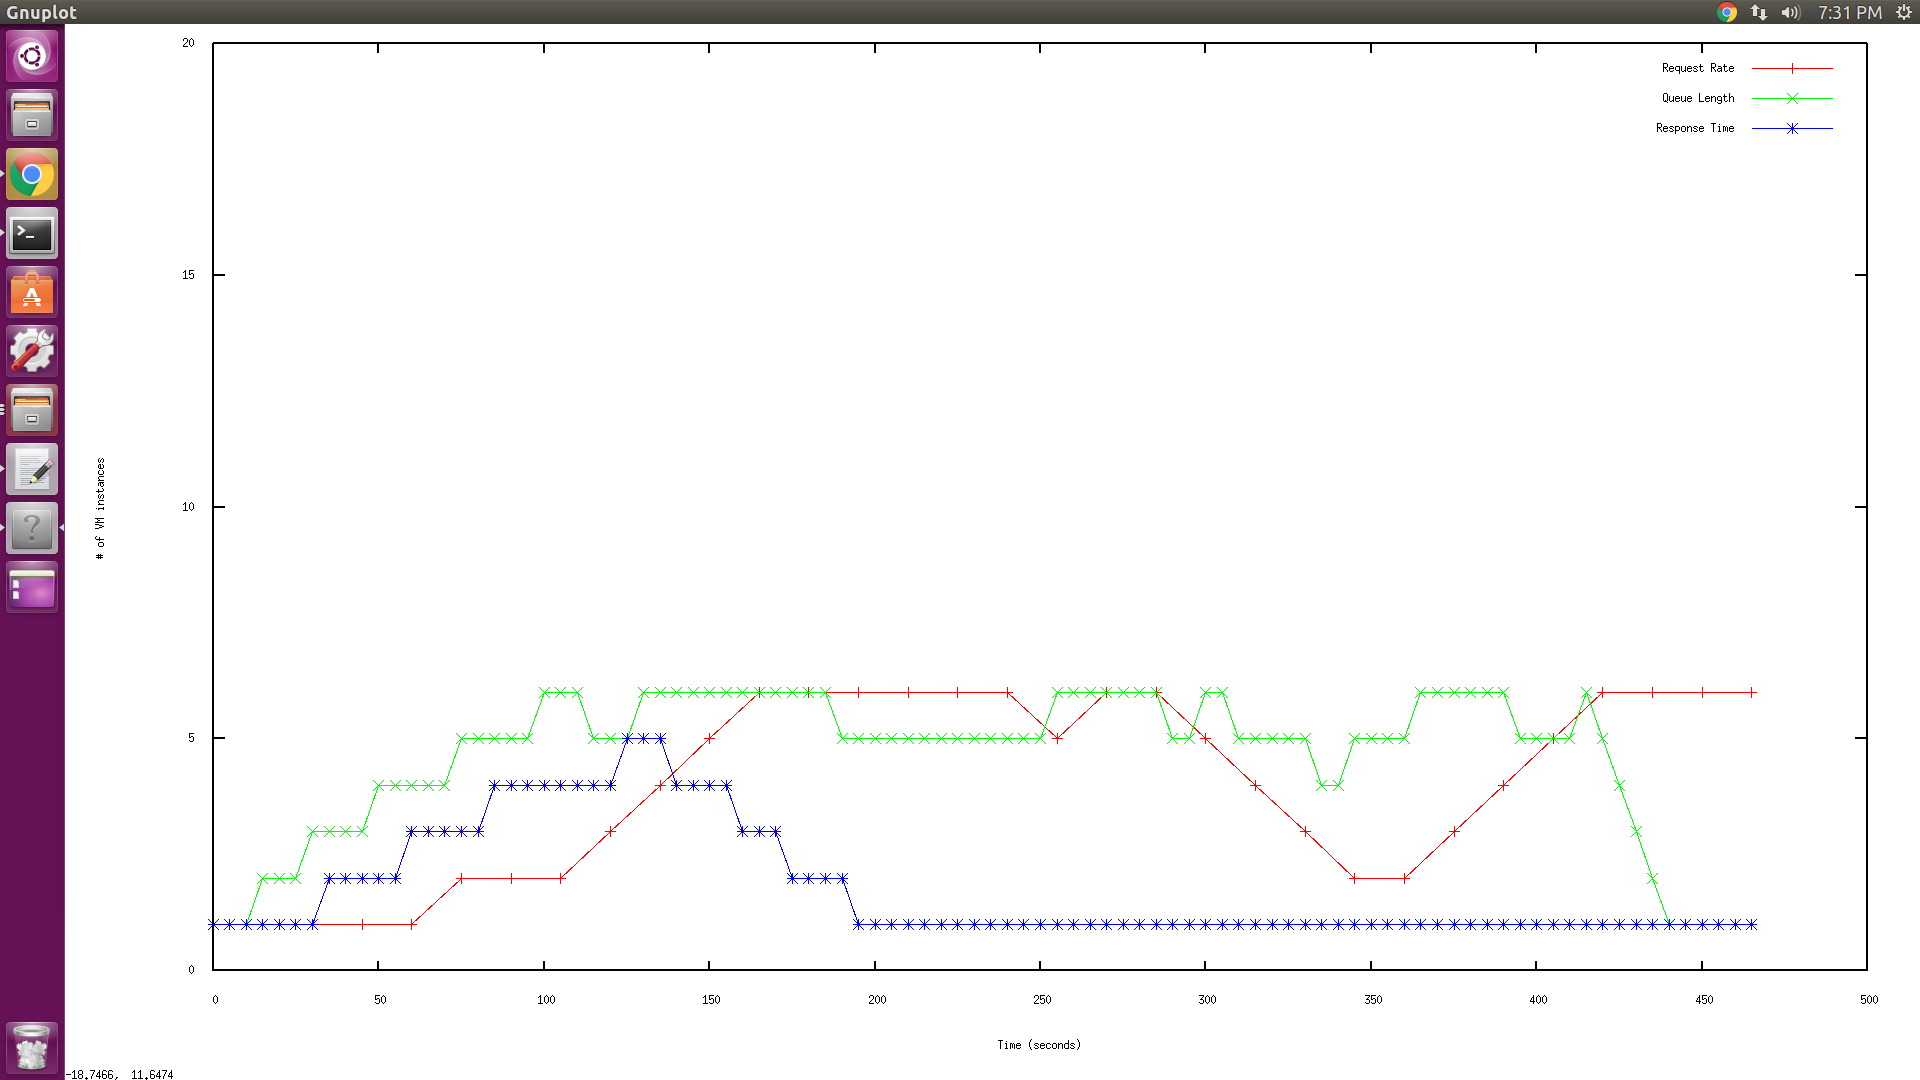 Gnuplot
7:31 PM
20
Request Rate
Queue Length
Response Time
15
10
# of VM instances
5
0
0 50 100 150 200 250 300 350 400 450 500
Time (seconds)
-18.7466, 11.6474